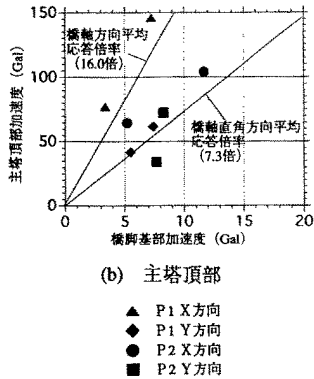 主塔頂部加速度 (Gal)
150
100
50
0
橋軸方向平均
応答倍率
(16.0倍)
橋軸直角方向平均
応答倍率
(7.3倍)
0 5 10 15 20
橋脚基部加速度 (Gal)
(b) 主塔頂部
▲ P1 X方向
◆ P1 Y方向
● P2 X方向
■ P2 Y方向